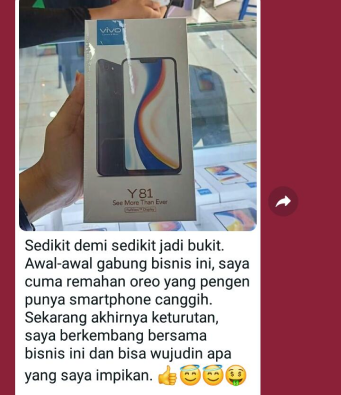 vivo
Y81
See More Than Ever
Sedikit demi sedikit jadi bukit.
Awal-awal gabung bisnis ini, saya
cuma remahan oreo yang pengen
punya smartphone canggih.
Sekarang akhirnya keturutan,
saya berkembang bersama
bisnis ini dan bisa wujudin apa
yang saya impikan. 👍😇😇🤑